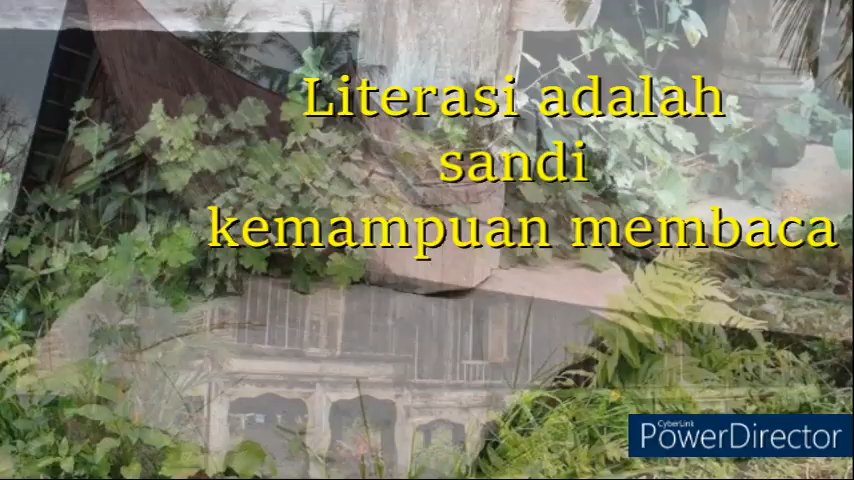 Literasi adalah
sandi
kemampuan membaca
CyberLink
PowerDirector